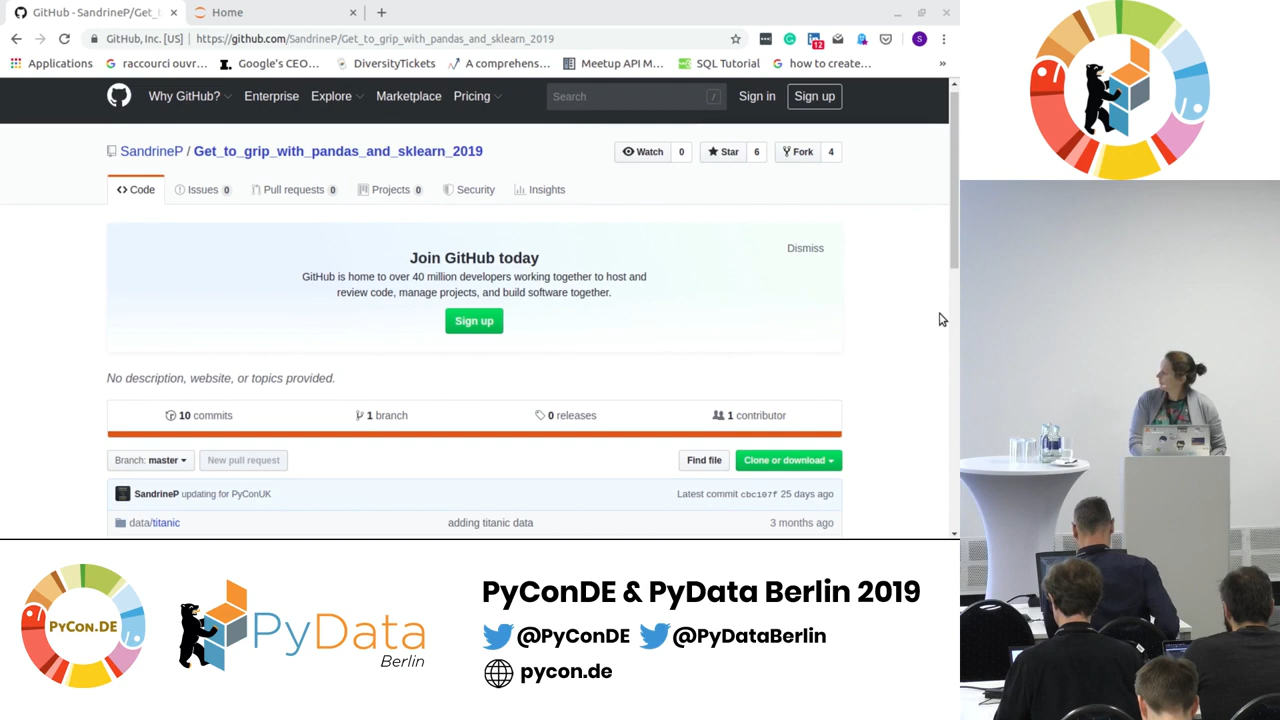 GitHub - SandrineP/Get_t
Home
GitHub, Inc. [US]
https://github.com/SandrineP/Get_to_grip_with_pandas_and_sklearn_2019
12
S
Applications
raccourci ouvr...
Google's CEO...
DiversityTickets
A comprehens...
Meetup API M...
SQL Tutorial
how to create...
»
Why GitHub?
Enterprise
Explore
Marketplace
Pricing
Search
/
Sign in
Sign up
SandrineP / Get_to_grip_with_pandas_and_sklearn_2019
Watch 0
Star 6
Fork 4
Code
Issues 0
Pull requests 0
Projects 0
Security
Insights
Join GitHub today
Dismiss
GitHub is home to over 40 million developers working together to host and
review code, manage projects, and build software together.
Sign up
No description, website, or topics provided.
10 commits
1 branch
0 releases
1 contributor
Branch: master
New pull request
Find file
Clone or download
SandrineP updating for PyConUK
Latest commit cbc107f 25 days ago
data/titanic
adding titanic data
3 months ago
PyCon.DE
PyData
Berlin
PyConDE & PyData Berlin 2019
@PyConDE
@PyDataBerlin
pycon.de